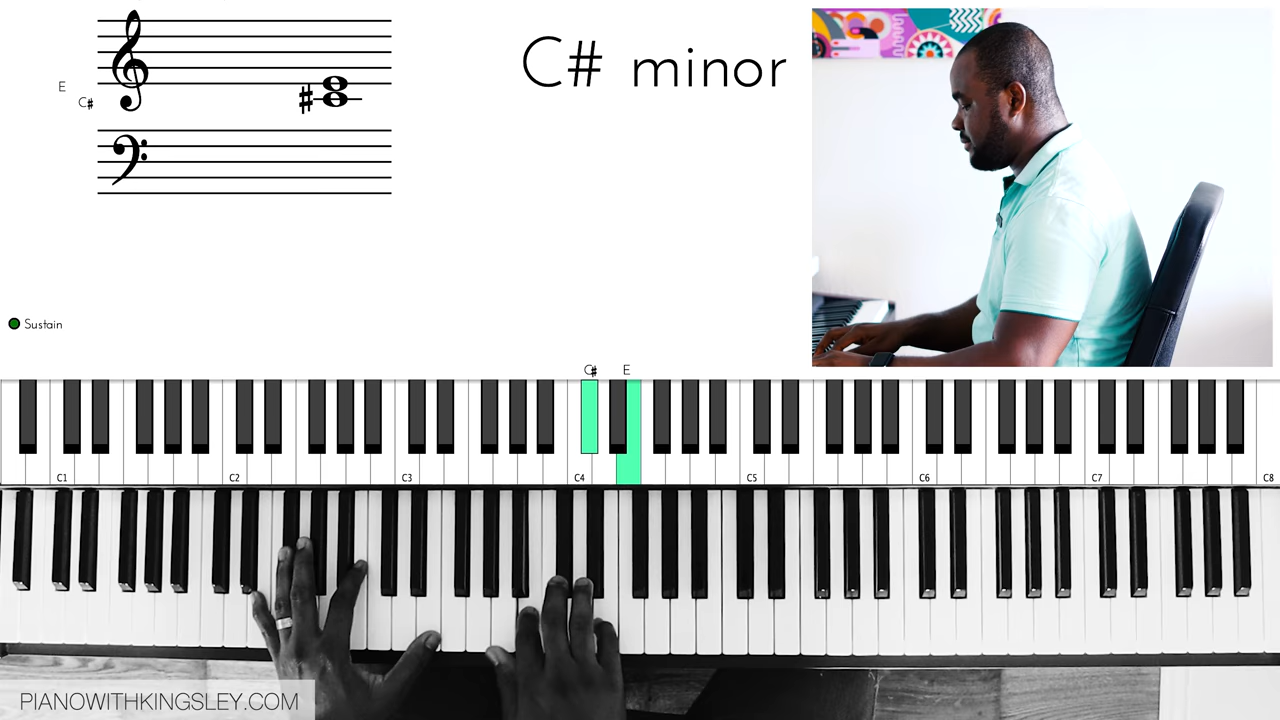 C# minor
E
C#
Sustain
C# E
C1 C2 C3 C4 C5 C6 C7 C8
PIANOWITHKINGSLEY.COM